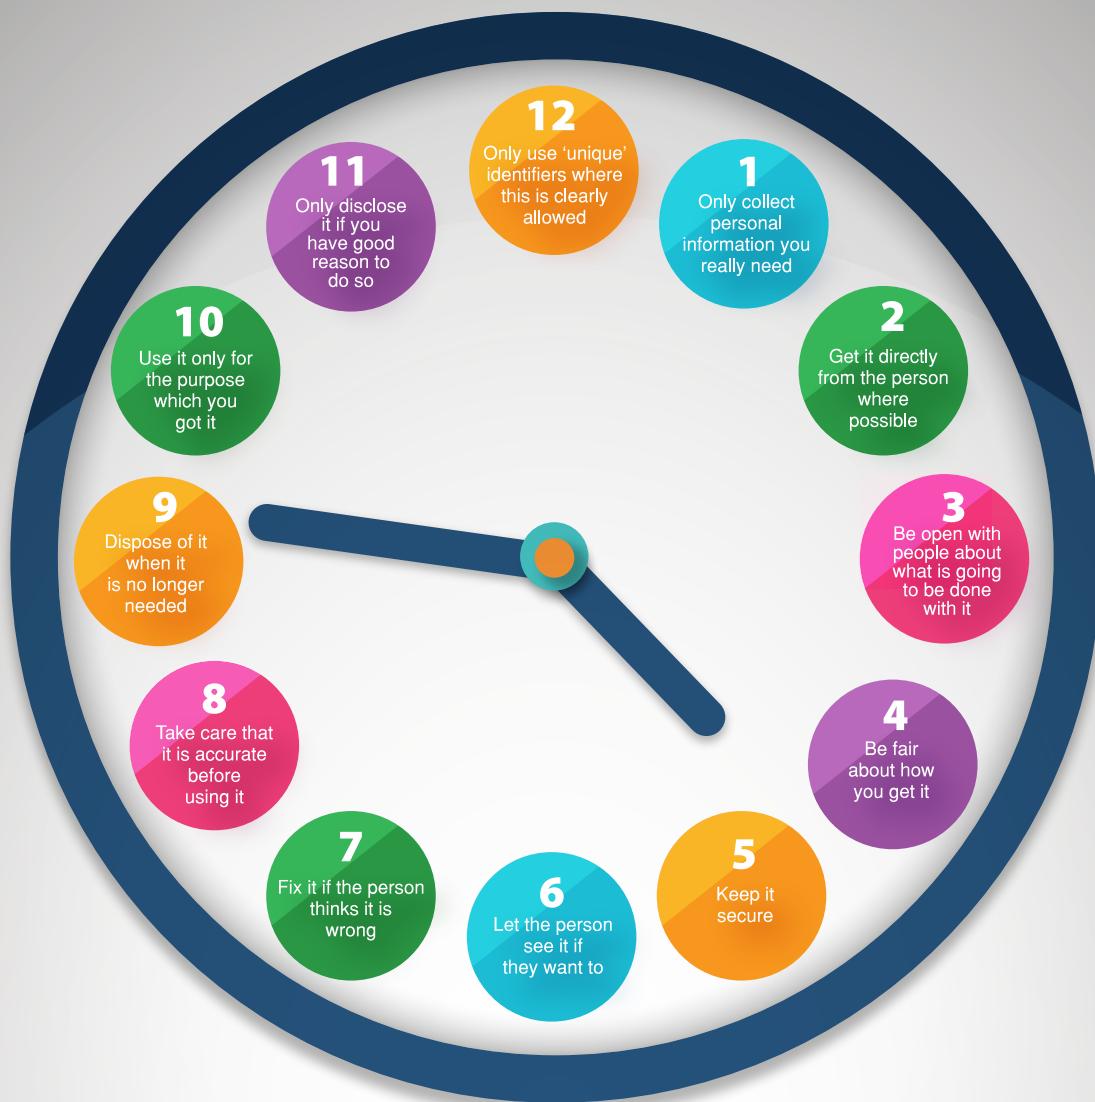 12
Only use ‘unique’
identifiers where
this is clearly
allowed
1
Only collect
personal
information you
really need
2
Get it directly
from the person
where
possible
3
Be open with
people about
what is going
to be done
with it
4
Be fair
about how
you get it
5
Keep it
secure
6
Let the person
see it if
they want to
7
Fix it if the person
thinks it is
wrong
8
Take care that
it is accurate
before
using it
9
Dispose of it
when it
is no longer
needed
10
Use it only for
the purpose
which you
got it
11
Only disclose
it if you
have good
reason to
do so